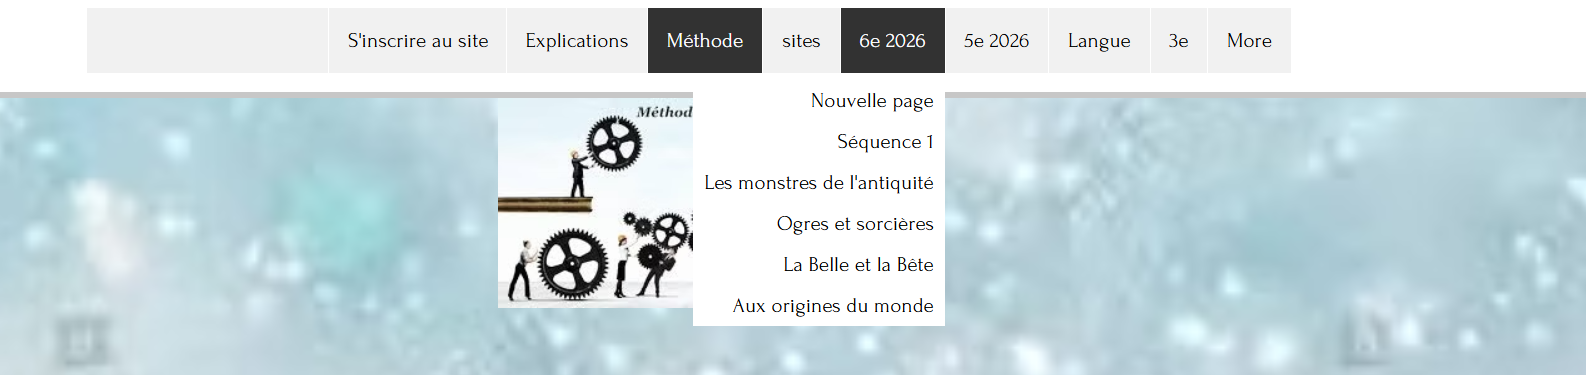 S'inscrire au site Explications Méthode sites 6e 2026 5e 2026 Langue 3e More
Nouvelle page
Méthod
Séquence 1
Les monstres de l'antiquité
Ogres et sorcières
La Belle et la Bête
Aux origines du monde